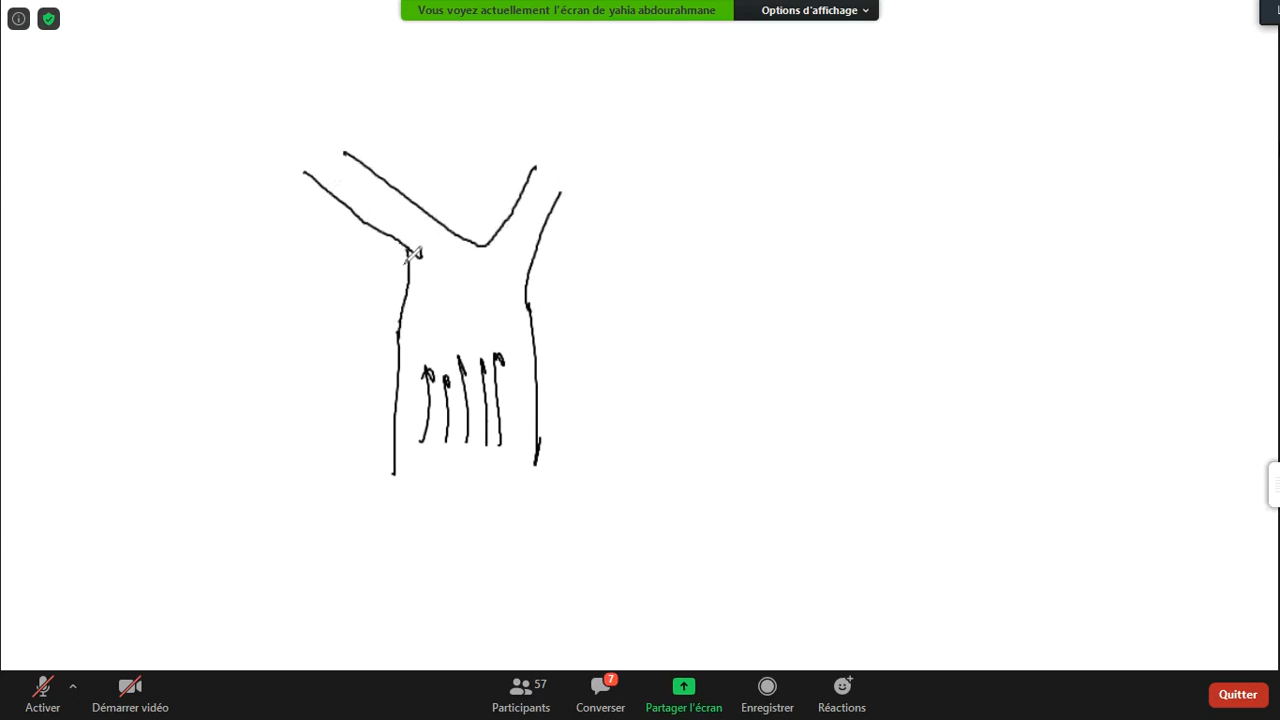 Vous voyez actuellement l'écran de yahia abdourahmane
Options d'affichage
Activer
Démarrer vidéo
57
Participants
7
Converser
Partager l'écran
Enregistrer
Réactions
Quitter